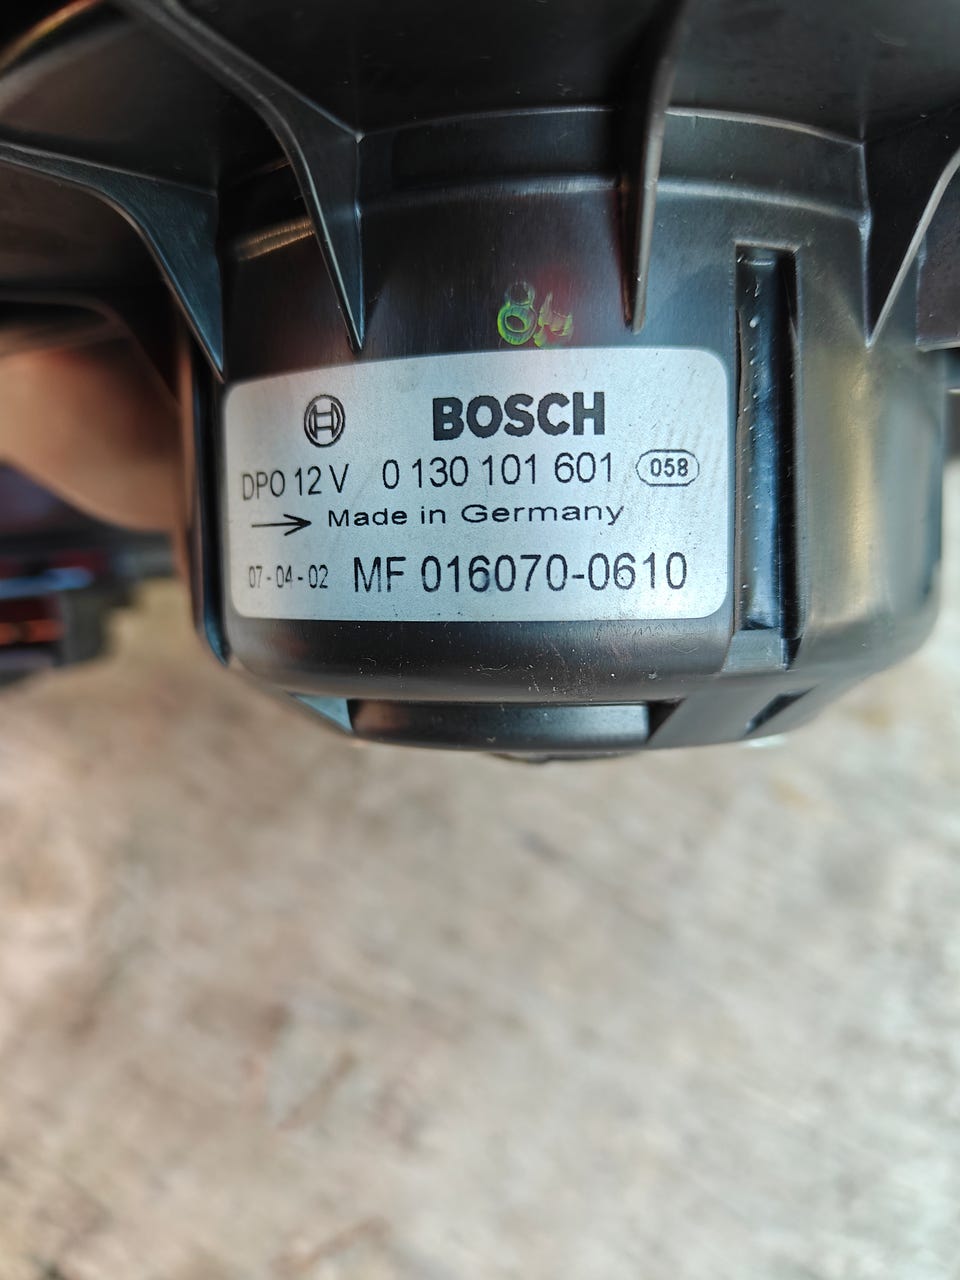 BOSCH
DPO 12 V 0 130 101 601 058
Made in Germany
07-04-02 MF 016070-0610